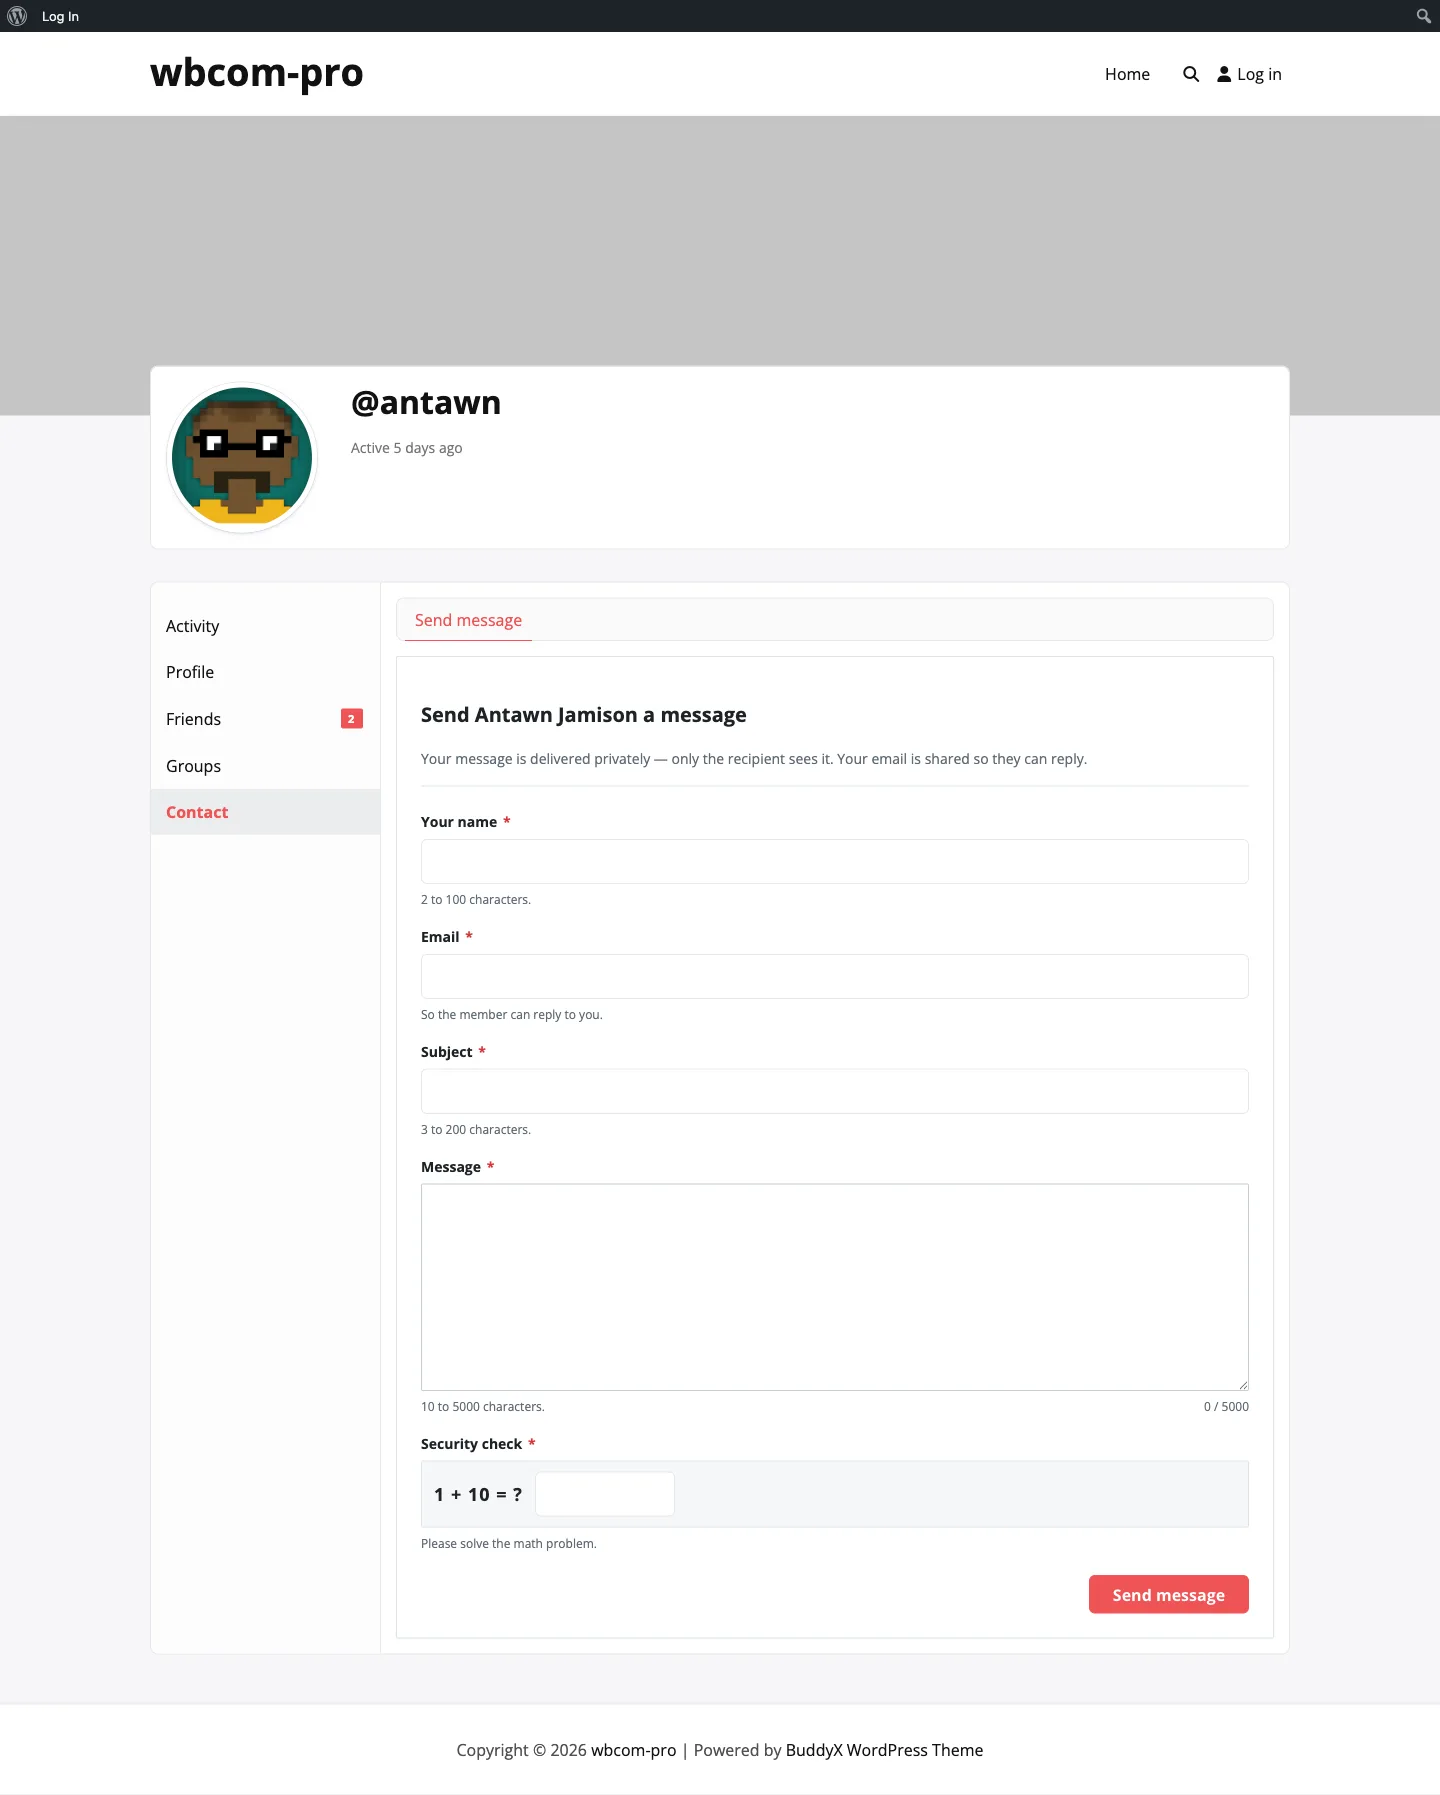 Log In
wbcom-pro
Home
Log in
@antawn
Active 5 days ago
Activity
Profile
Friends
2
Groups
Contact
Send message
Send Antawn Jamison a message
Your message is delivered privately — only the recipient sees it. Your email is shared so they can reply.
Your name *
2 to 100 characters.
Email *
So the member can reply to you.
Subject *
3 to 200 characters.
Message *
10 to 5000 characters.
0 / 5000
Security check *
1 + 10 = ?
Please solve the math problem.
Send message
Copyright © 2026 wbcom-pro | Powered by BuddyX WordPress Theme